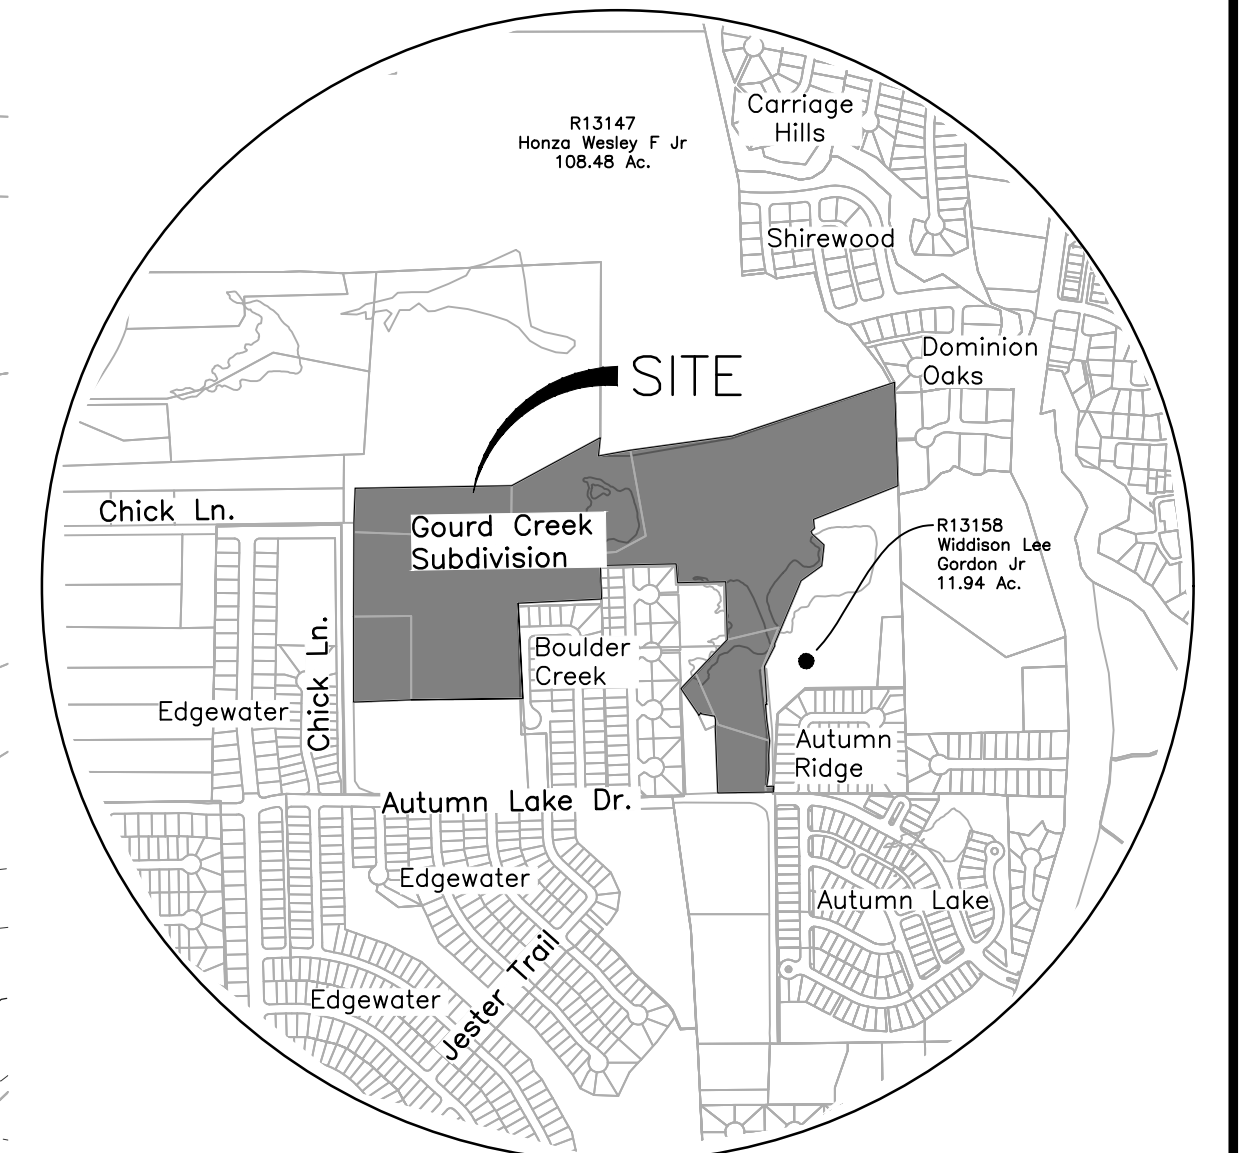 Carriage
Hills
R13147
Honza Wesley F Jr
108.48 Ac.
Shirewood
Dominion
Oaks
SITE
Chick Ln.
Gourd Creek
Subdivision
R13158
Widdison Lee
Gordon Jr
11.94 Ac.
Chick Ln.
Boulder
Creek
Edgewater
Autumn
Ridge
Autumn Lake Dr.
Edgewater
Autumn Lake
Jester Trail
Edgewater